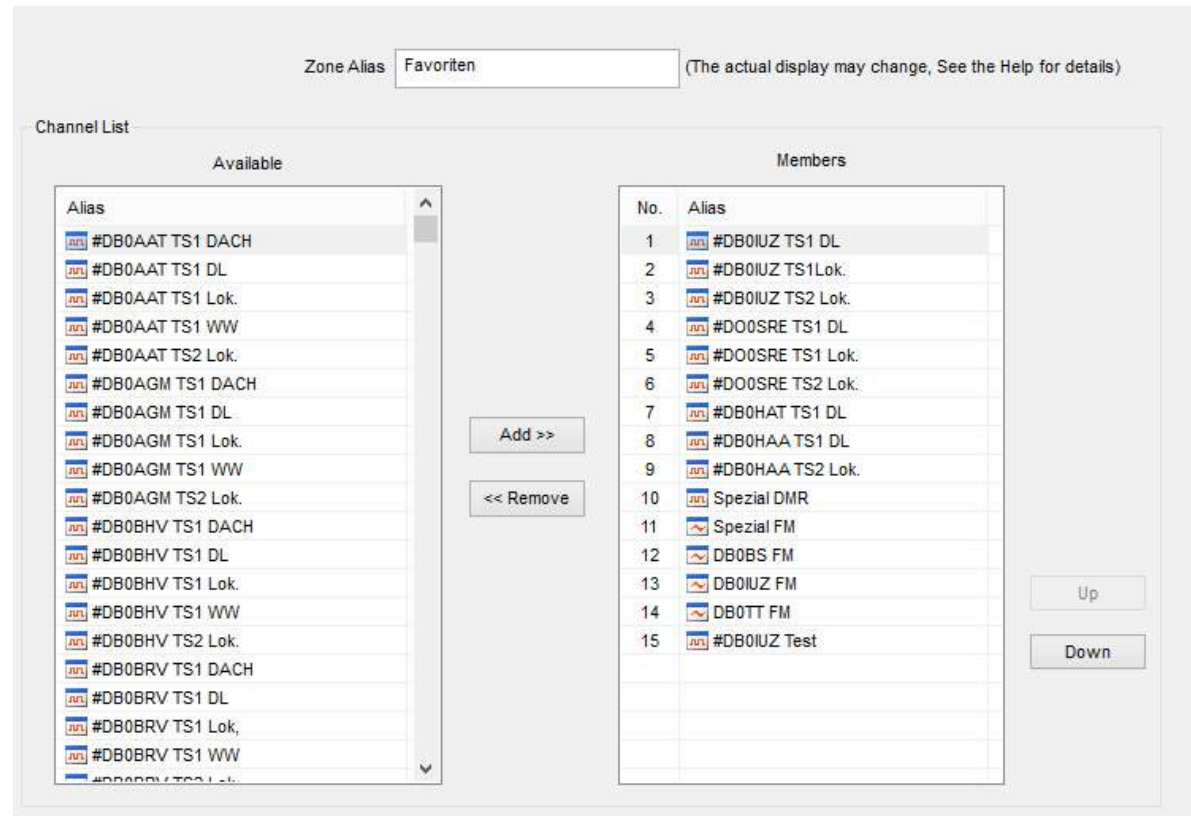 Zone Alias Favoriten (The actual display may change, See the Help for details)
Channel List
Available
Alias
#DB0AAT TS1 DACH
#DB0AAT TS1 DL
#DB0AAT TS1 Lok.
#DB0AAT TS1 WW
#DB0AAT TS2 Lok.
#DB0AGM TS1 DACH
#DB0AGM TS1 DL
#DB0AGM TS1 Lok.
#DB0AGM TS1 WW
#DB0AGM TS2 Lok.
#DB0BHV TS1 DACH
#DB0BHV TS1 DL
#DB0BHV TS1 Lok.
#DB0BHV TS1 WW
#DB0BHV TS2 Lok.
#DB0BRV TS1 DACH
#DB0BRV TS1 DL
#DB0BRV TS1 Lok,
#DB0BRV TS1 WW
Add >>
<< Remove
Members
No. Alias
1 #DB0IUZ TS1 DL
2 #DB0IUZ TS1Lok.
3 #DB0IUZ TS2 Lok.
4 #DO0SRE TS1 DL
5 #DO0SRE TS1 Lok.
6 #DO0SRE TS2 Lok.
7 #DB0HAT TS1 DL
8 #DB0HAA TS1 DL
9 #DB0HAA TS2 Lok.
10 Spezial DMR
11 Spezial FM
12 DB0BS FM
13 DB0IUZ FM
14 DB0TT FM
15 #DB0IUZ Test
Up
Down